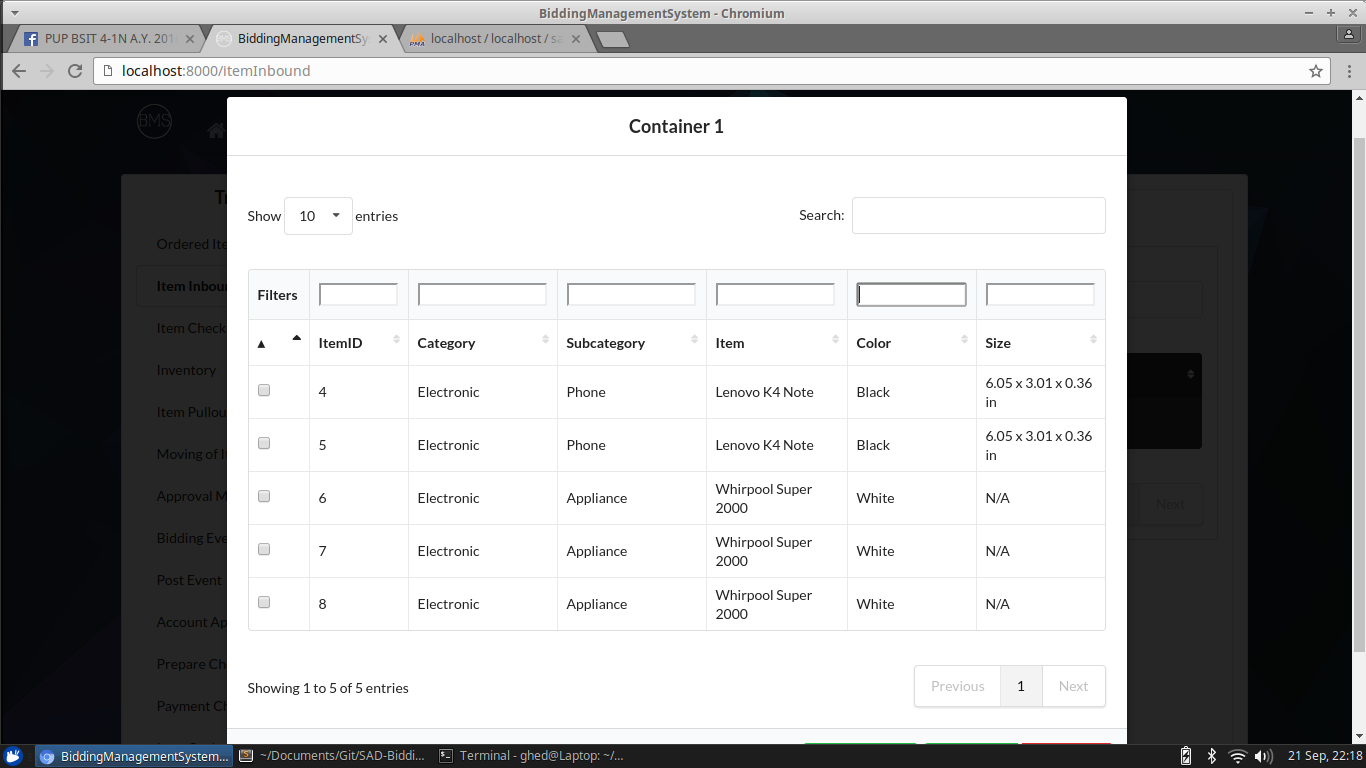 BiddingManagementSystem - Chromium
PUP BSIT 4-1N A.Y. 201
BiddingManagementSy
PMA localhost / localhost / sa
localhost:8000/itemInbound
BMS
Container 1
Show 10 entries
Search:
Ordered Ite
Item Inbou
Item Check
Inventory
Item Pullou
Moving of It
Approval M
Bidding Eve
Post Event
Account Ap
Prepare Ch
Payment Ch
Next
Filters
ItemID Category Subcategory Item Color Size
4 Electronic Phone Lenovo K4 Note Black 6.05 x 3.01 x 0.36 in
5 Electronic Phone Lenovo K4 Note Black 6.05 x 3.01 x 0.36 in
6 Electronic Appliance Whirpool Super 2000 White N/A
7 Electronic Appliance Whirpool Super 2000 White N/A
8 Electronic Appliance Whirpool Super 2000 White N/A
Showing 1 to 5 of 5 entries
Previous 1 Next
BiddingManagementSystem... ~/Documents/Git/SAD-Biddi... Terminal - ghed@Laptop: ~/... 21 Sep, 22:18